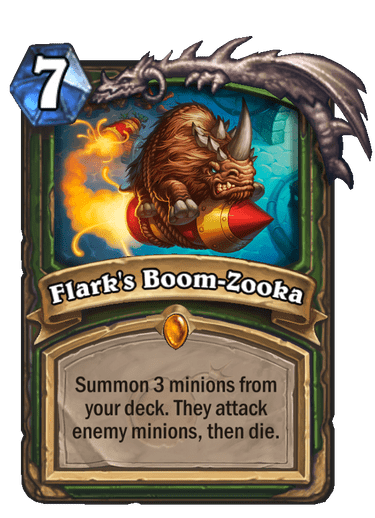 7
Flark's Boom-Zooka
Summon 3 minions from
your deck. They attack
enemy minions, then die.